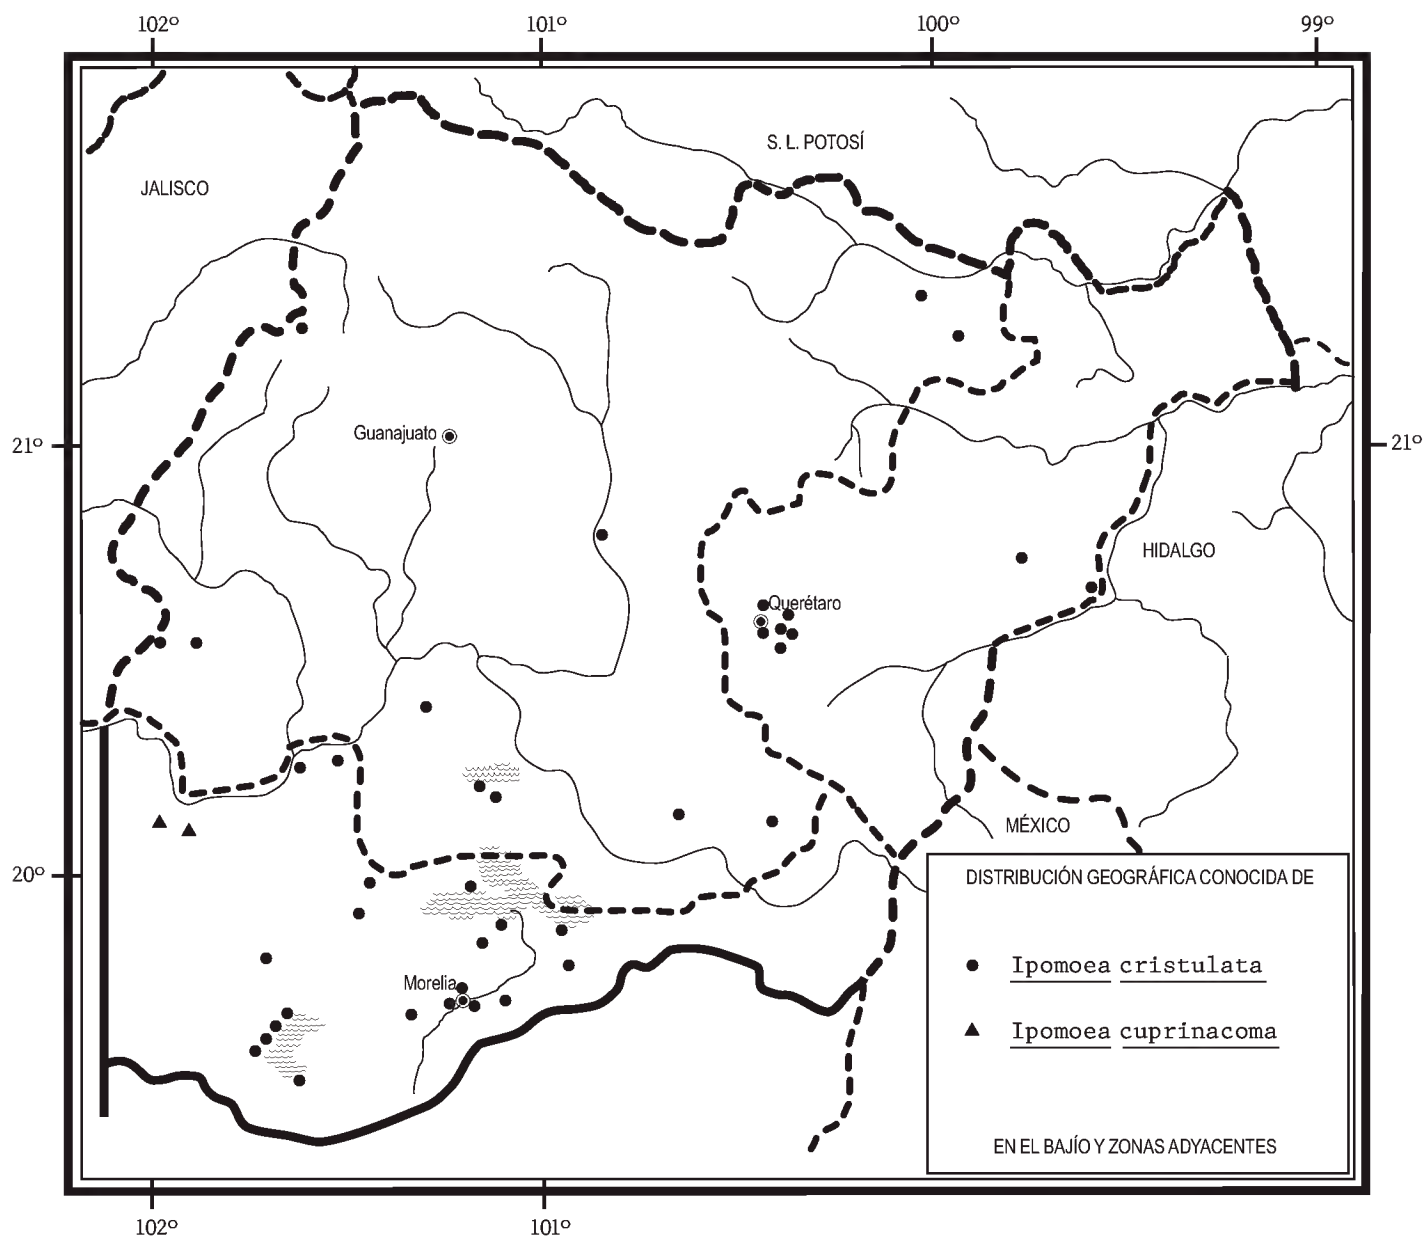 102º 101º 100º 99º
S. L. POTOSÍ
JALISCO
Guanajuato
21º
21º
HIDALGO
Querétaro
MÉXICO
20º
DISTRIBUCIÓN GEOGRÁFICA CONOCIDA DE
Ipomoea cristulata
Morelia
Ipomoea cuprinacoma
EN EL BAJÍO Y ZONAS ADYACENTES
102º 101º